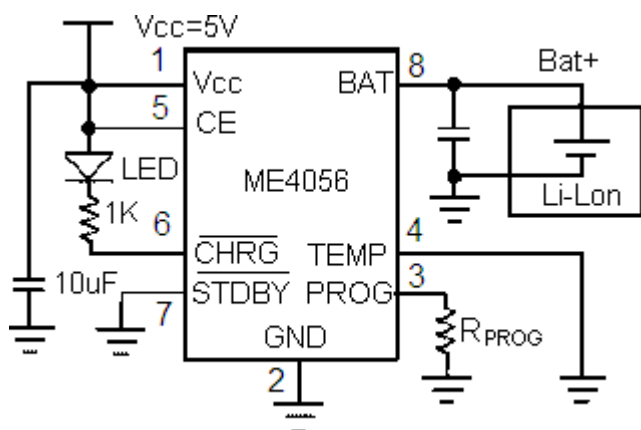 Vcc=5V
1
8
Bat+
Vcc
BAT
5
CE
LED
ME4056
Li-Lon
1K
6
4
CHRG
TEMP
3
10uF
STDBY
PROG
7
RPROG
GND
2